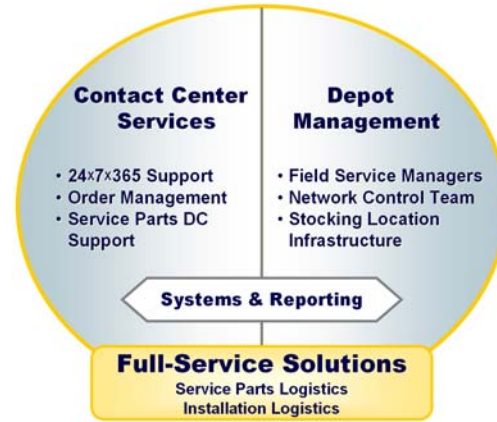 Contact Center
Services
• 24x7x365 Support
• Order Management
• Service Parts DC
Support
Depot
Management
• Field Service Managers
• Network Control Team
• Stocking Location
Infrastructure
Systems & Reporting
Full-Service Solutions
Service Parts Logistics
Installation Logistics